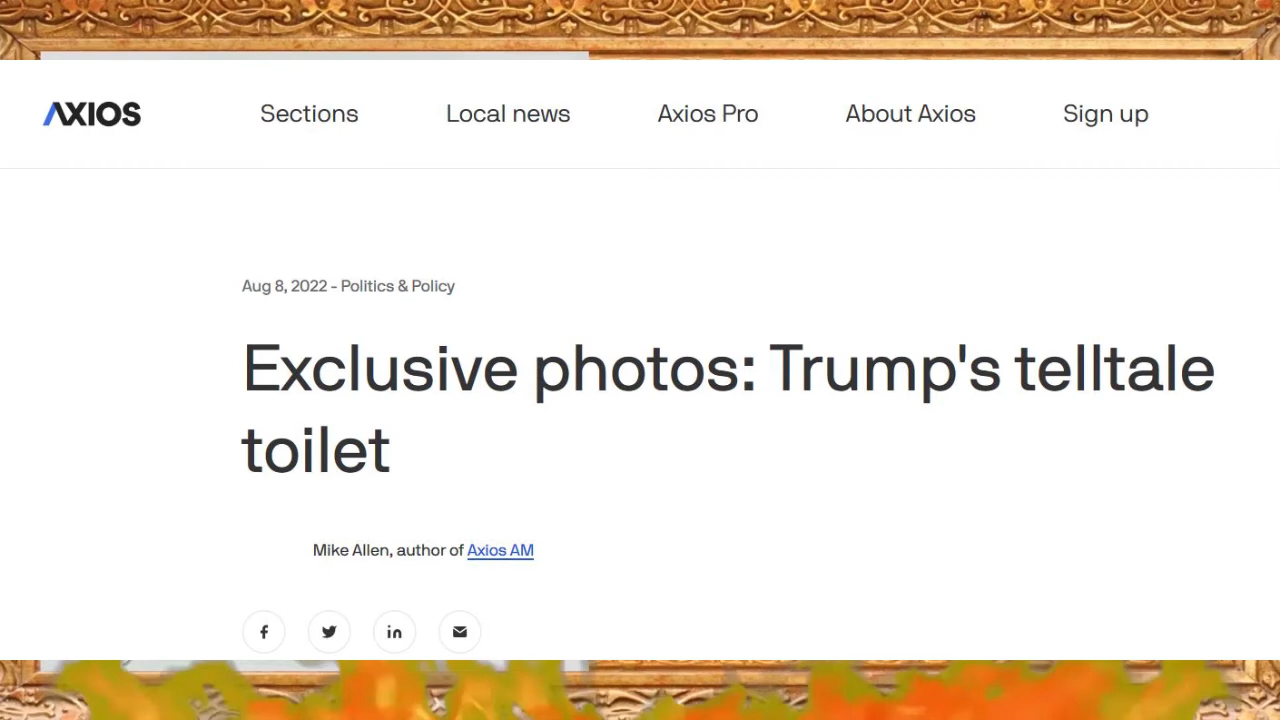 AXIOS Sections Local news Axios Pro About Axios Sign up
Aug 8, 2022 - Politics & Policy
Exclusive photos: Trump's telltale
toilet
Mike Allen, author of Axios AM